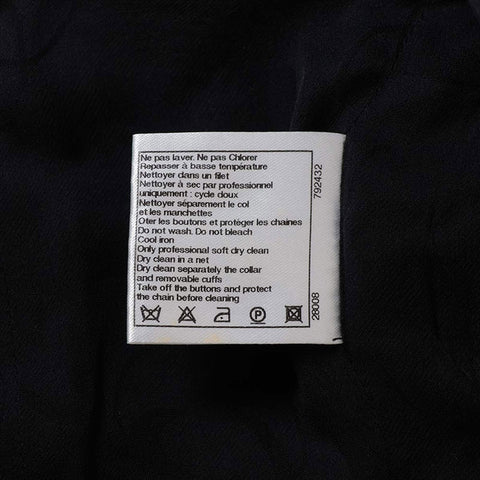 Ne pas laver. Ne pas Chlorer
Repasser à basse température
Nettoyer dans un filet
Nettoyer à sec par professionnel
uniquement : cycle doux
Nettoyer séparement le col
et les manchettes
Oter les boutons et protéger les chaines
Do not wash. Do not bleach
Cool iron
Only professional soft dry clean
Dry clean in a net
Dry clean separately the collar
and removable cuffs
Take off the buttons and protect
the chain before cleaning
P
792432
28008